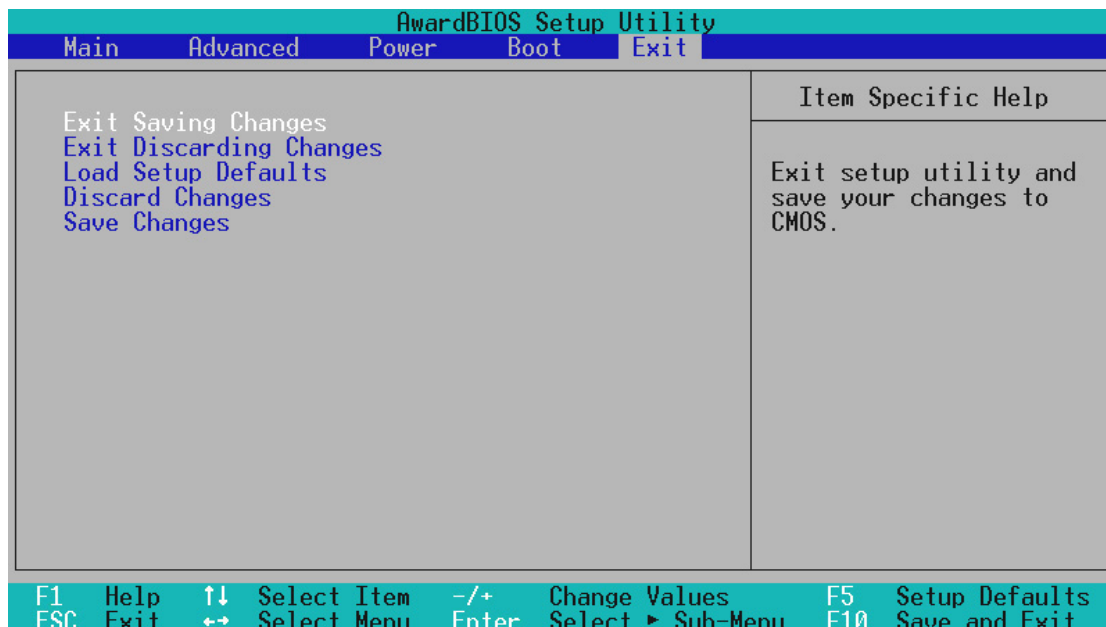 AwardBIOS Setup Utility
Main Advanced Power Boot Exit
Exit Saving Changes
Exit Discarding Changes
Load Setup Defaults
Discard Changes
Save Changes
Item Specific Help
Exit setup utility and
save your changes to
CMOS.
F1 Help ↑↓ Select Item -/+ Change Values F5 Setup Defaults
ESC Exit ←→ Select Menu Enter Select ► Sub-Menu F10 Save and Exit